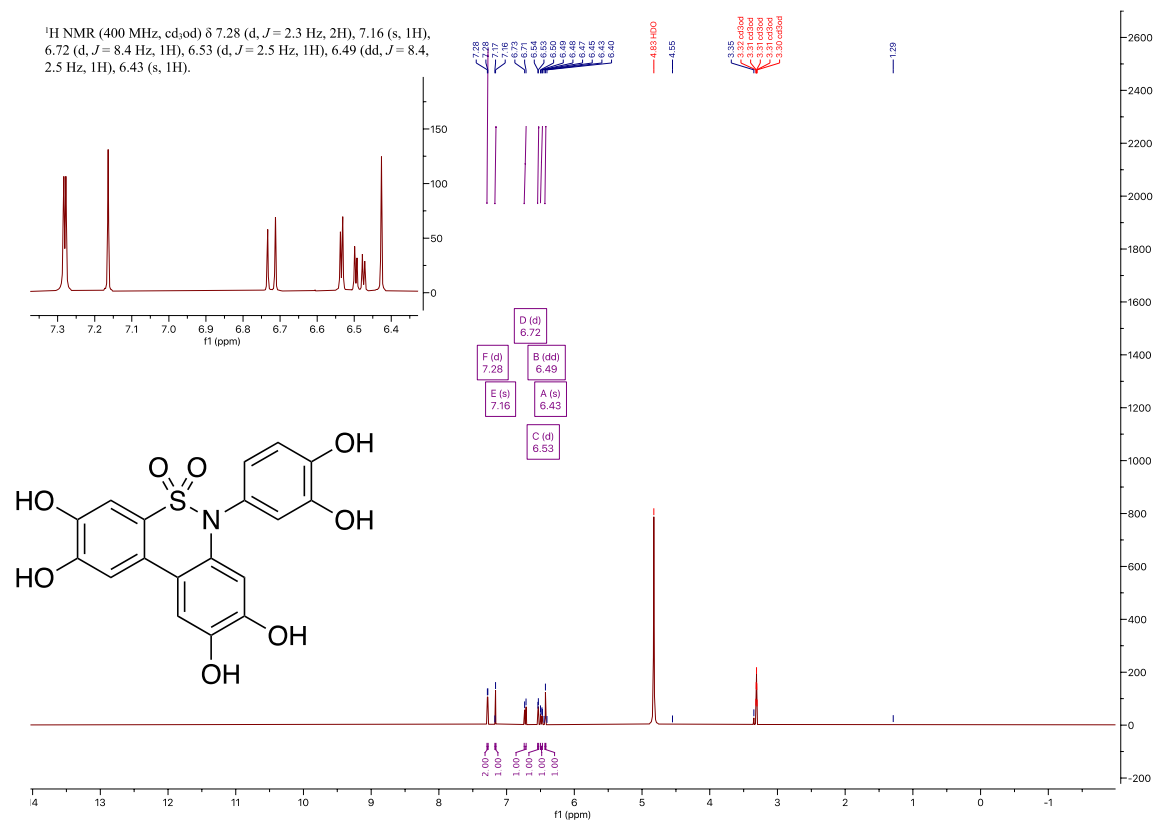 ¹H NMR (400 MHz, cd₃od) δ 7.28 (d, J = 2.3 Hz, 2H), 7.16 (s, 1H),
6.72 (d, J = 8.4 Hz, 1H), 6.53 (d, J = 2.5 Hz, 1H), 6.49 (dd, J = 8.4,
2.5 Hz, 1H), 6.43 (s, 1H).
7.28
7.28
7.17
7.16
6.73
6.71
6.54
6.53
6.50
6.49
6.48
6.47
6.45
6.43
6.40
4.83 HDO
4.55
3.35
3.32 cd3od
3.31 cd3od
3.31 cd3od
3.31 cd3od
3.30 cd3od
1.29
150
100
50
0
7.3 7.2 7.1 7.0 6.9 6.8 6.7 6.6 6.5 6.4
f1 (ppm)
D (d)
6.72
F (d)
7.28
B (dd)
6.49
E (s)
7.16
A (s)
6.43
C (d)
6.53
OH
O O
HO
S
N
OH
HO
OH
OH
2600
2400
2200
2000
1800
1600
1400
1200
1000
800
600
400
200
0
-200
2.00
1.00
1.00
1.00
1.00
1.00
14 13 12 11 10 9 8 7 6 5 4 3 2 1 0 -1
f1 (ppm)